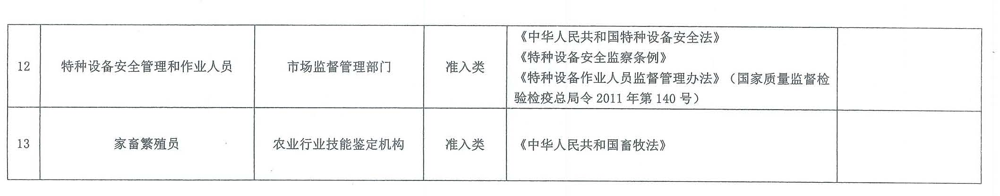 12 特种设备安全管理和作业人员 市场监督管理部门 准入类 《中华人民共和国特种设备安全法》
《特种设备安全监察条例》
《特种设备作业人员监督管理办法》（国家质量监督检
验检疫总局令 2011 年第 140 号）
13 家畜繁殖员 农业行业技能鉴定机构 准入类 《中华人民共和国畜牧法》